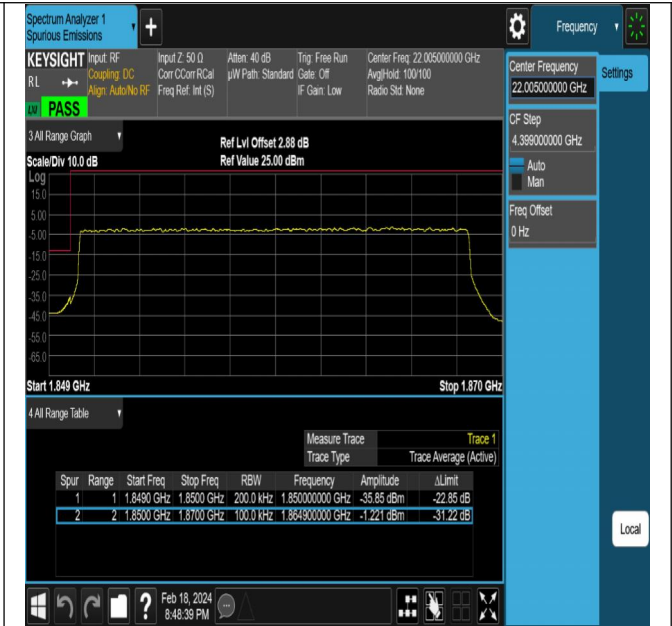 Spectrum Analyzer 1
Spurious Emissions
+
Frequency
KEYSIGHT Input: RF Input Z: 50 Ω Atten: 40 dB Trig: Free Run Center Freq: 22.005000000 GHz
RL Coupling: DC Corr CCorr RCal µW Path: Standard Gate: Off Avg|Hold: 100/100
Align: Auto/No RF Freq Ref: Int (S) IF Gain: Low Radio Std: None
LXI PASS
Center Frequency
22.005000000 GHz
Settings
CF Step
4.399000000 GHz
Auto
Man
Freq Offset
0 Hz
3 All Range Graph
Ref Lvl Offset 2.88 dB
Scale/Div 10.0 dB Ref Value 25.00 dBm
Log
15.0
5.00
-5.00
-15.0
-25.0
-35.0
-45.0
-55.0
-65.0
Start 1.849 GHz Stop 1.870 GHz
4 All Range Table
Measure Trace Trace 1
Trace Type Trace Average (Active)
Spur Range Start Freq Stop Freq RBW Frequency Amplitude ΔLimit
1 1 1.8490 GHz 1.8500 GHz 200.0 kHz 1.850000000 GHz -35.85 dBm -22.85 dB
2 2 1.8500 GHz 1.8700 GHz 100.0 kHz 1.864900000 GHz -1.221 dBm -31.22 dB
Local
?
Feb 18, 2024
8:48:39 PM